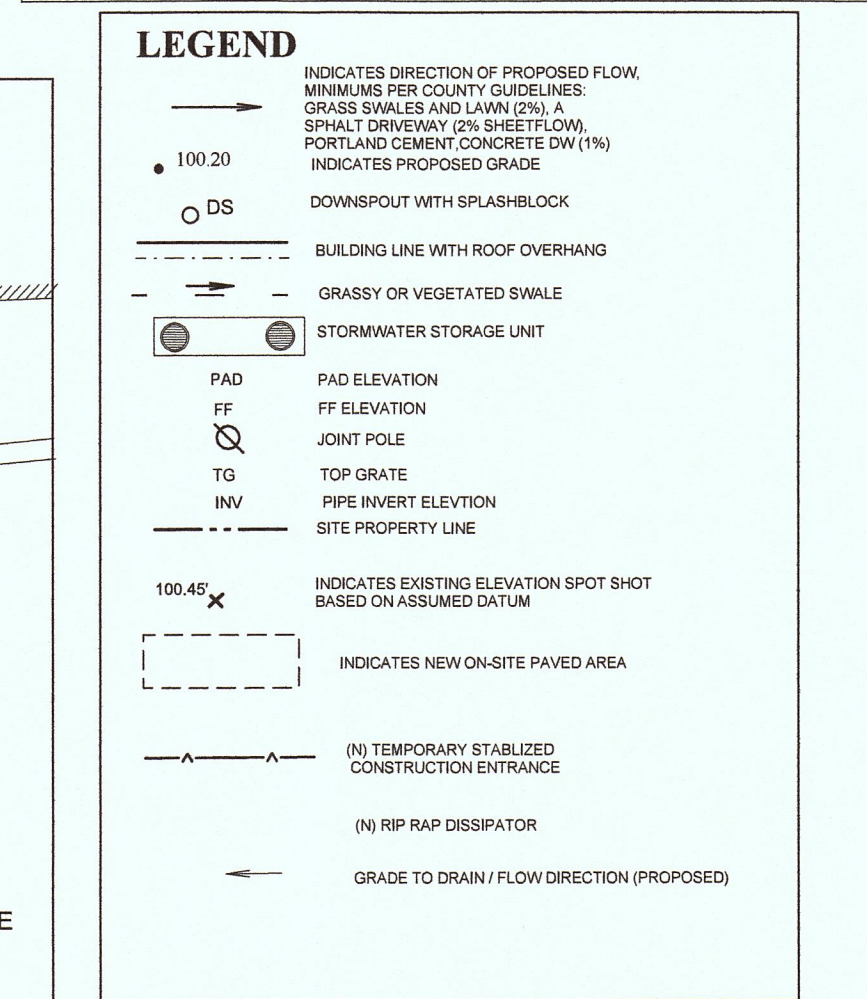 LEGEND
INDICATES DIRECTION OF PROPOSED FLOW,
MINIMUMS PER COUNTY GUIDELINES:
GRASS SWALES AND LAWN (2%), A
SPHALT DRIVEWAY (2% SHEETFLOW),
PORTLAND CEMENT,CONCRETE DW (1%)
100.20 INDICATES PROPOSED GRADE
DS DOWNSPOUT WITH SPLASHBLOCK
BUILDING LINE WITH ROOF OVERHANG
GRASSY OR VEGETATED SWALE
STORMWATER STORAGE UNIT
PAD PAD ELEVATION
FF FF ELEVATION
JOINT POLE
TG TOP GRATE
INV PIPE INVERT ELEVTION
SITE PROPERTY LINE
100.45' INDICATES EXISTING ELEVATION SPOT SHOT
BASED ON ASSUMED DATUM
INDICATES NEW ON-SITE PAVED AREA
(N) TEMPORARY STABLIZED
CONSTRUCTION ENTRANCE
(N) RIP RAP DISSIPATOR
GRADE TO DRAIN / FLOW DIRECTION (PROPOSED)
E